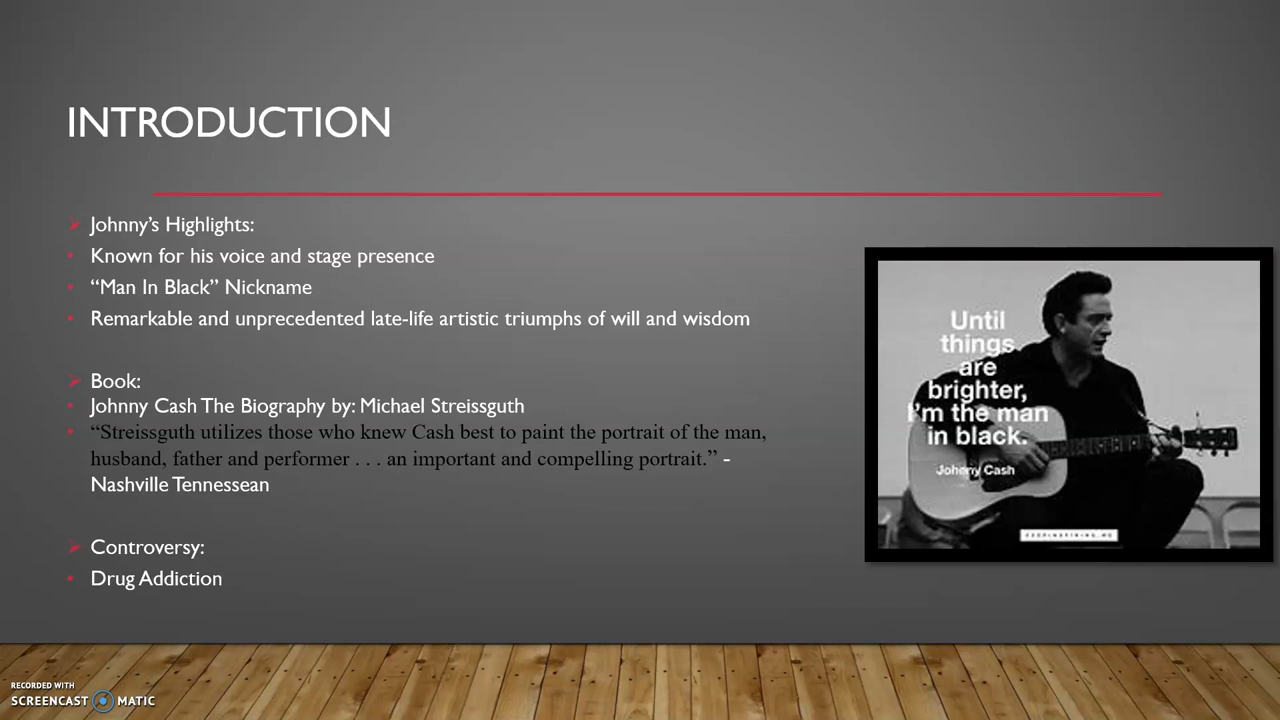 INTRODUCTION
Johnny’s Highlights:
Known for his voice and stage presence
“Man In Black” Nickname
Remarkable and unprecedented late-life artistic triumphs of will and wisdom
Book:
Johnny Cash The Biography by: Michael Streissguth
“Streissguth utilizes those who knew Cash best to paint the portrait of the man,
husband, father and performer . . . an important and compelling portrait.” -
Nashville Tennessean
Controversy:
Drug Addiction
Until
things
are
brighter,
I'm the man
in black.
Johnny Cash
KEEPINSPIRING.ME
RECORDED WITH
SCREENCAST MATIC